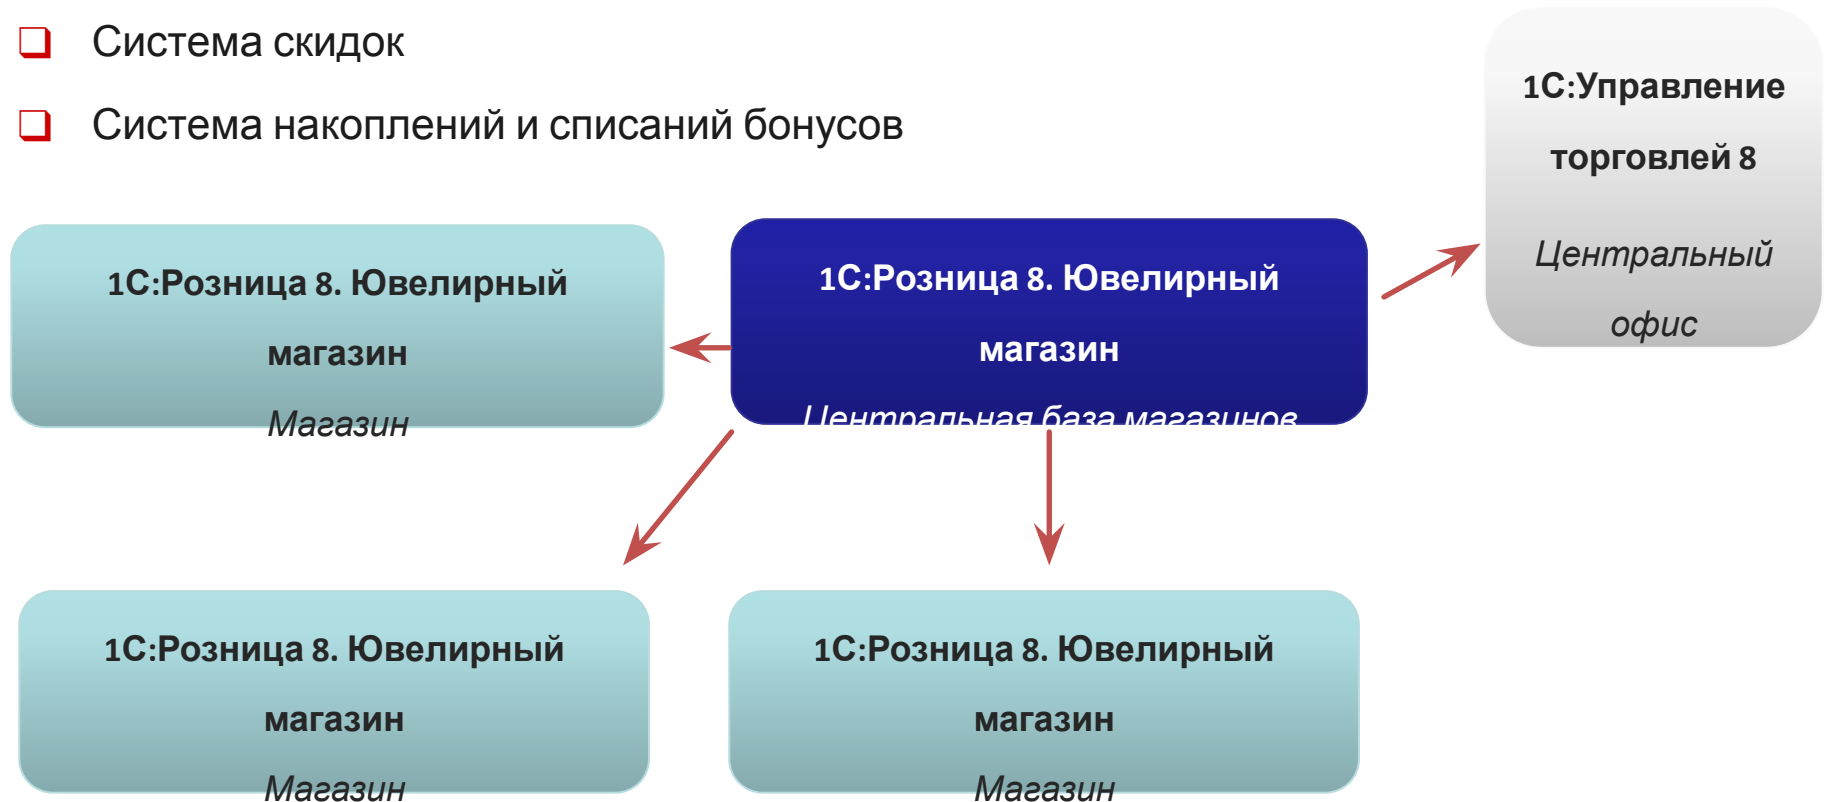 Система скидок
Система накоплений и списаний бонусов
1С:Управление
торговлей 8
Центральный
офис
1С:Розница 8. Ювелирный
магазин
Магазин
1С:Розница 8. Ювелирный
магазин
Центральная база магазинов
1С:Розница 8. Ювелирный
магазин
Магазин
1С:Розница 8. Ювелирный
магазин
Магазин